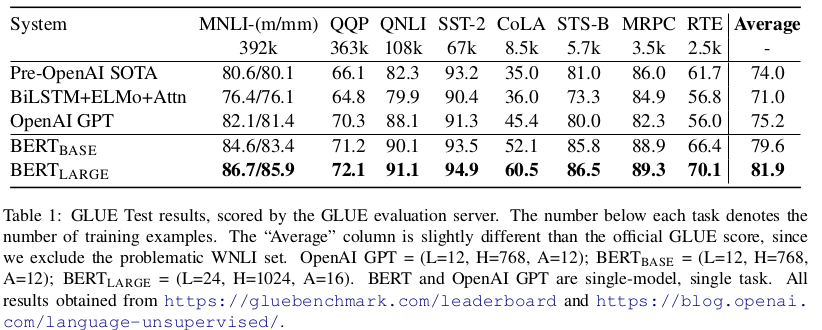 System MNLI-(m/mm) QQP QNLI SST-2 CoLA STS-B MRPC RTE Average
392k 363k 108k 67k 8.5k 5.7k 3.5k 2.5k -
Pre-OpenAI SOTA 80.6/80.1 66.1 82.3 93.2 35.0 81.0 86.0 61.7 74.0
BiLSTM+ELMo+Attn 76.4/76.1 64.8 79.9 90.4 36.0 73.3 84.9 56.8 71.0
OpenAI GPT 82.1/81.4 70.3 88.1 91.3 45.4 80.0 82.3 56.0 75.2
BERTBASE 84.6/83.4 71.2 90.1 93.5 52.1 85.8 88.9 66.4 79.6
BERTLARGE 86.7/85.9 72.1 91.1 94.9 60.5 86.5 89.3 70.1 81.9
Table 1: GLUE Test results, scored by the GLUE evaluation server. The number below each task denotes the
number of training examples. The “Average” column is slightly different than the official GLUE score, since
we exclude the problematic WNLI set. OpenAI GPT = (L=12, H=768, A=12); BERTBASE = (L=12, H=768,
A=12); BERTLARGE = (L=24, H=1024, A=16). BERT and OpenAI GPT are single-model, single task. All
results obtained from https://gluebenchmark.com/leaderboard and https://blog.openai.
com/language-unsupervised/.